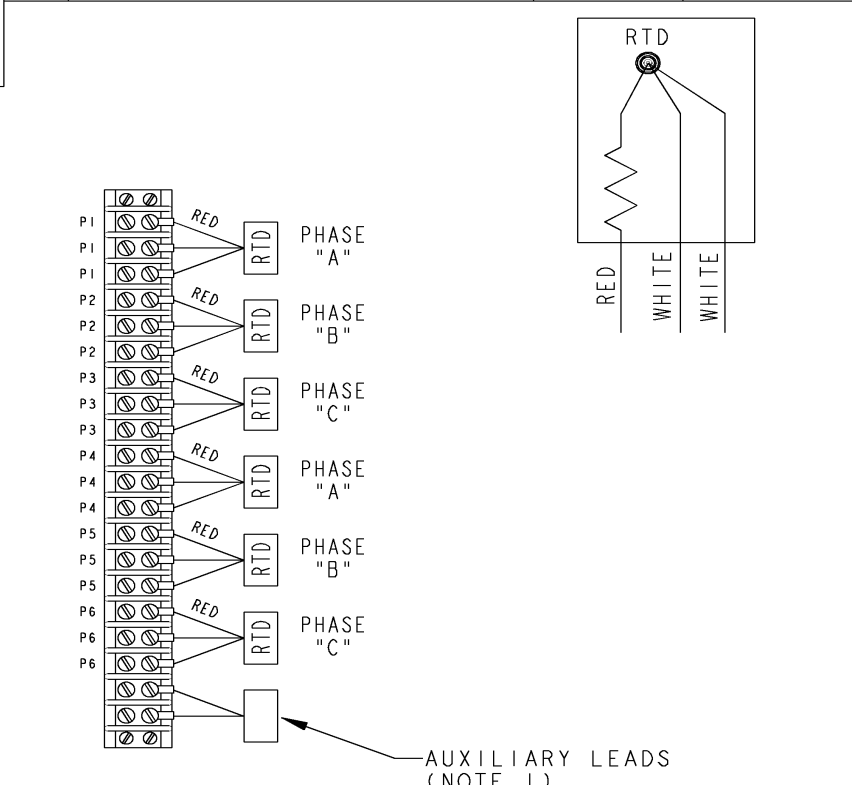 RTD
RED
WHITE
WHITE
P1
P1
P1
RED
RTD
PHASE
"A"
P2
P2
P2
RED
RTD
PHASE
"B"
P3
P3
P3
RED
RTD
PHASE
"C"
P4
P4
P4
RED
RTD
PHASE
"A"
P5
P5
P5
RED
RTD
PHASE
"B"
P6
P6
P6
RED
RTD
PHASE
"C"
AUXILIARY LEADS
(NOTE 1)